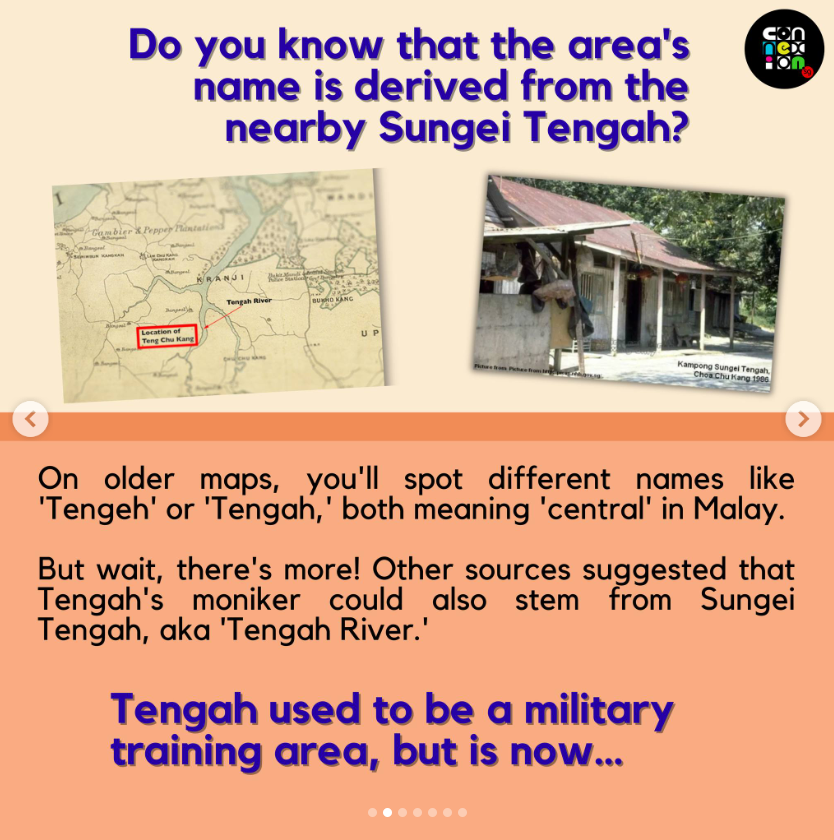 Do you know that the area's
name is derived from the
nearby Sungei Tengah?
con
nex
ion
Gambier & Pepper Plantations
KRANJI
Tengah River
Location of
Teng Chu Kang
Kampong Sungei Tengah,
Choa Chu Kang 1986
On older maps, you'll spot different names like
'Tengeh' or 'Tengah,' both meaning 'central' in Malay.
But wait, there's more! Other sources suggested that
Tengah's moniker could also stem from Sungei
Tengah, aka 'Tengah River.'
Tengah used to be a military
training area, but is now...